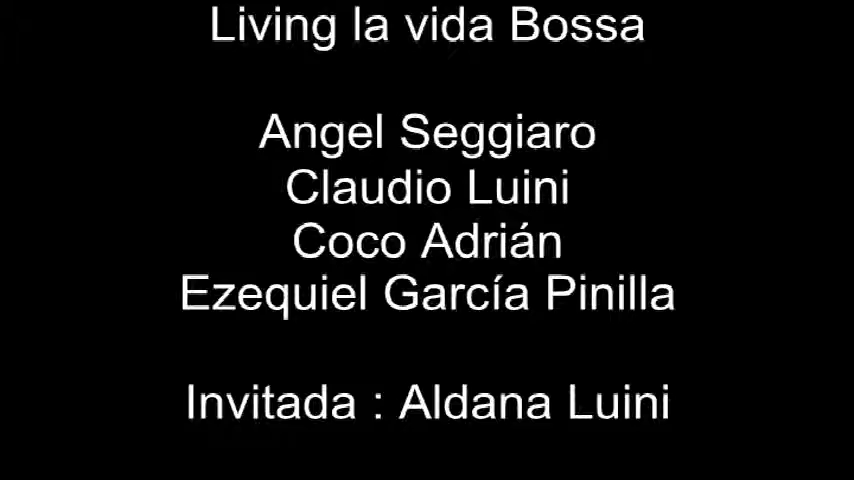 Living la vida Bossa
Angel Seggiaro
Claudio Luini
Coco Adrián
Ezequiel García Pinilla
Invitada : Aldana Luini